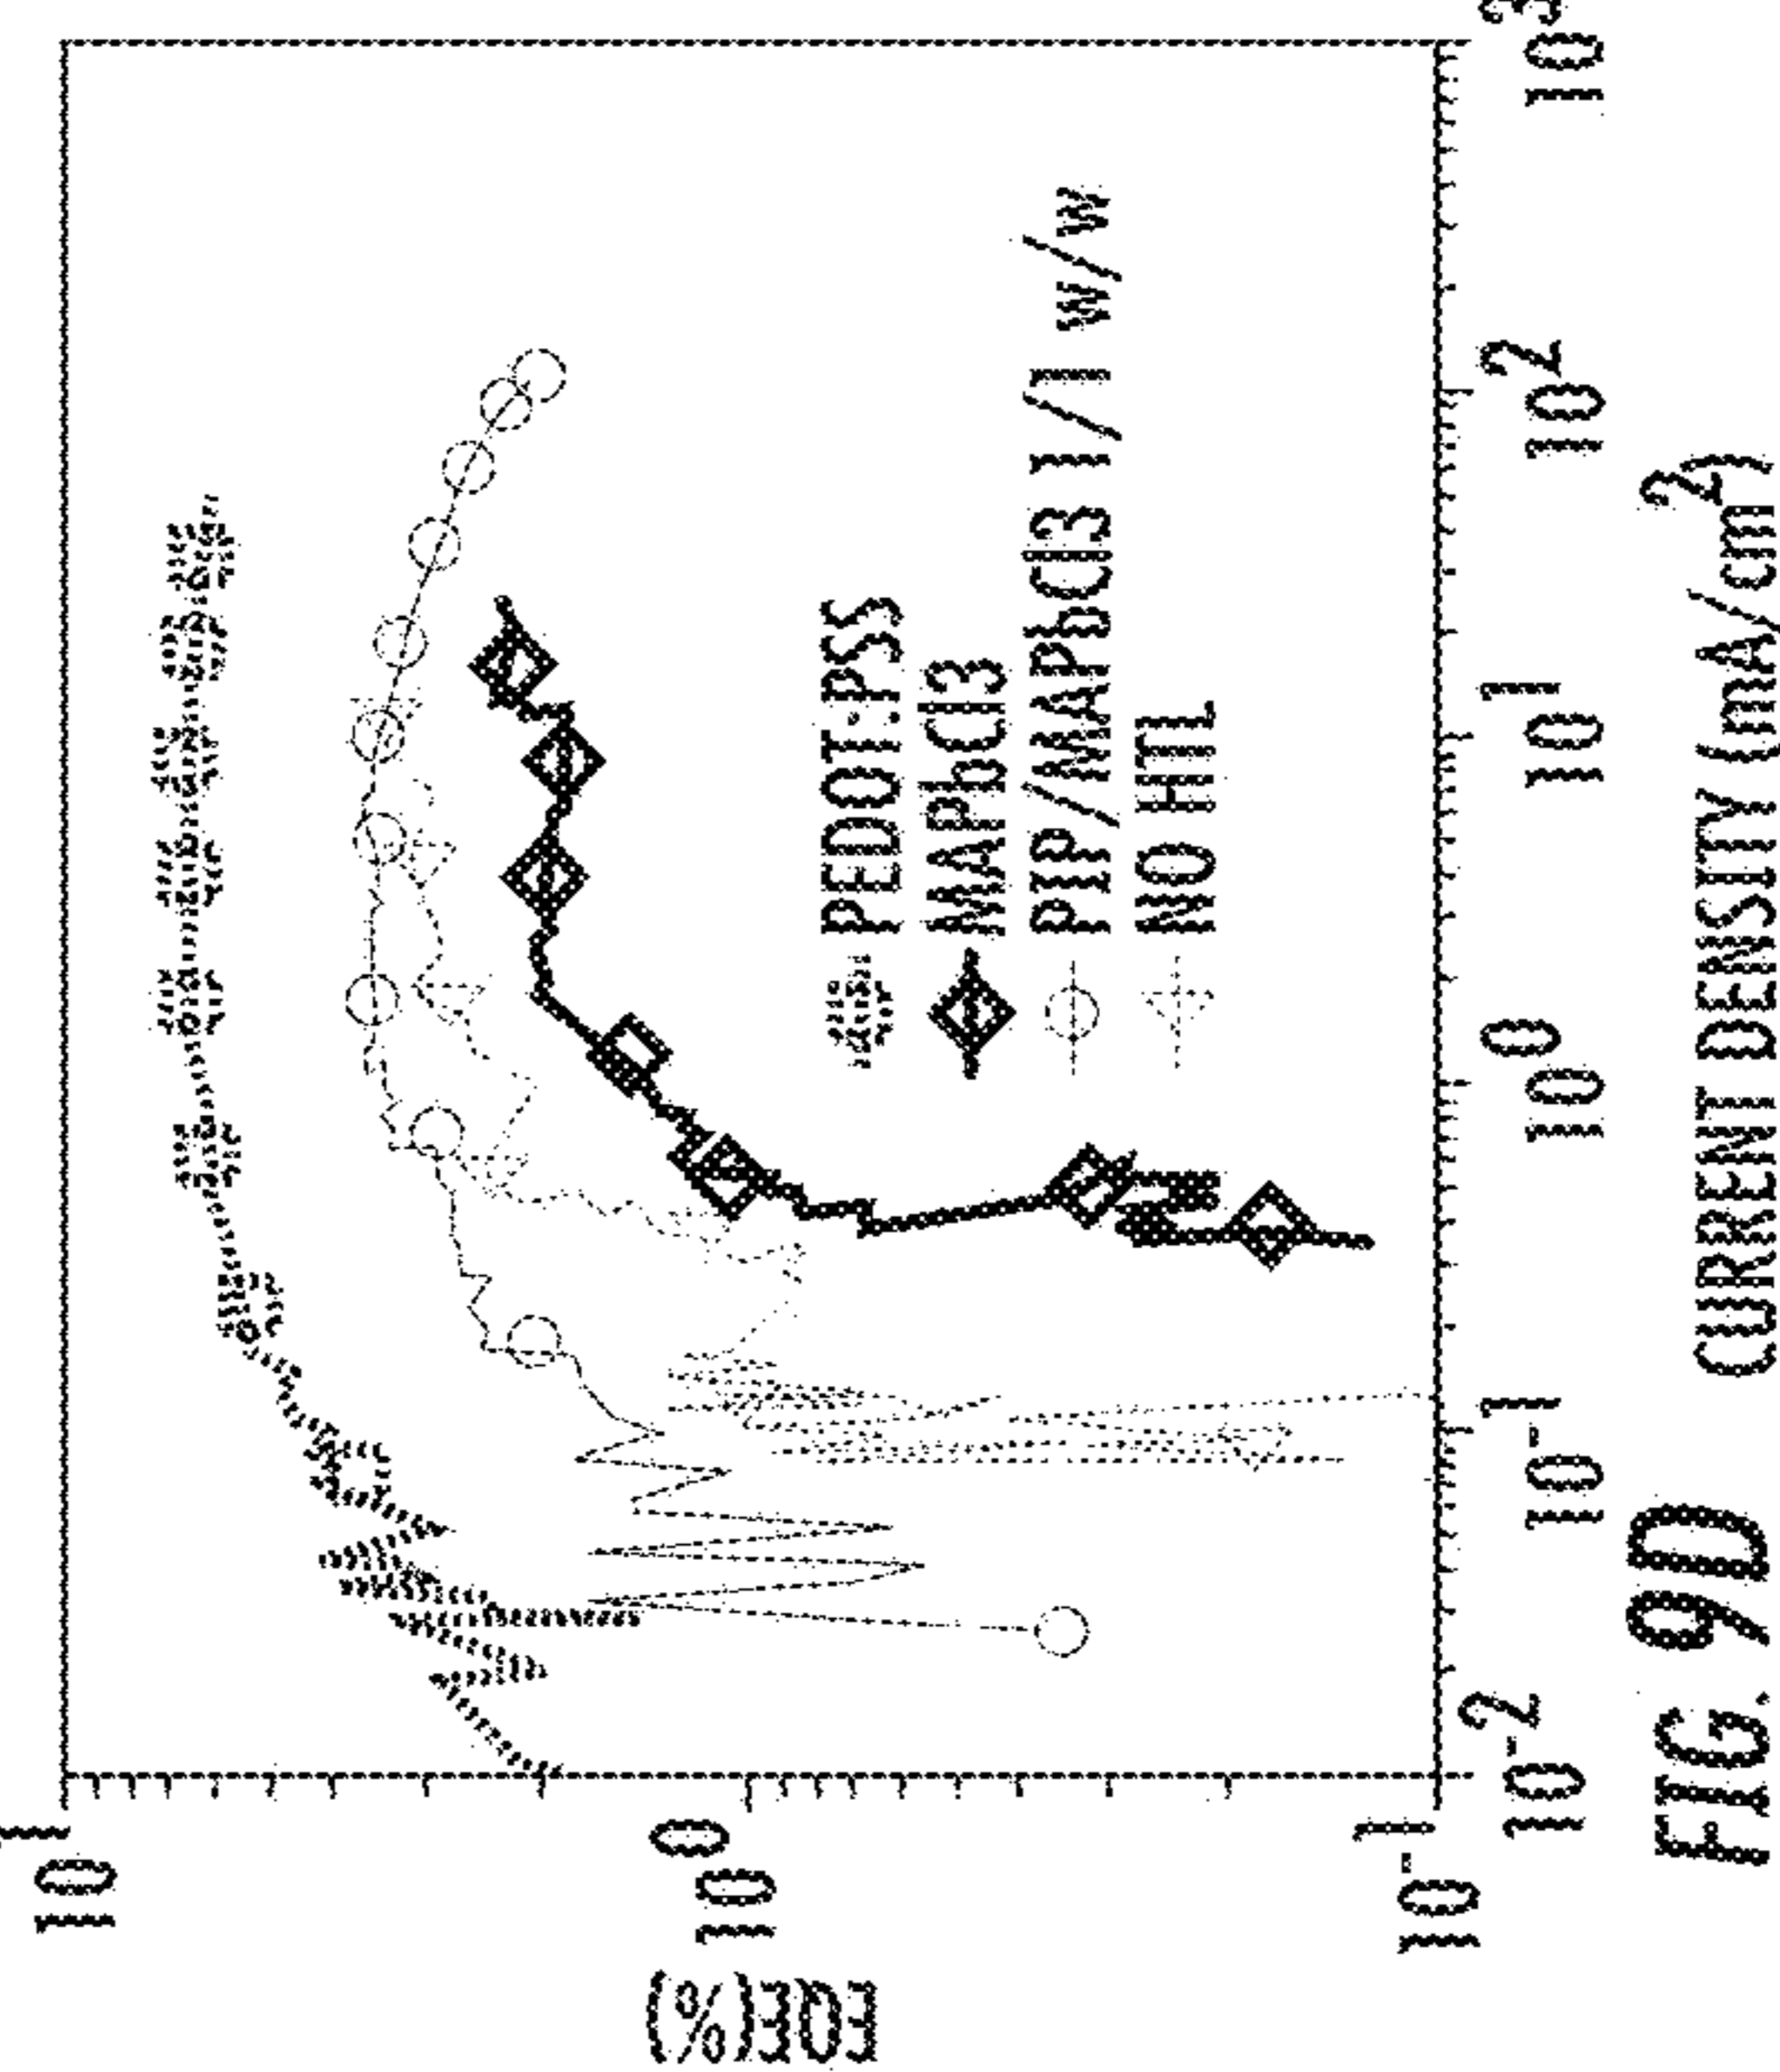 EQE(%)
10^1
10^0
10^-1
PEDOT:PSS
MAPbCl3
PIP/MAPbCl3 1/1 w/w
NO HTL
10^-2
10^-1
10^0
10^1
10^2
10^3
CURRENT DENSITY (mA/cm^2)
FIG. 9D